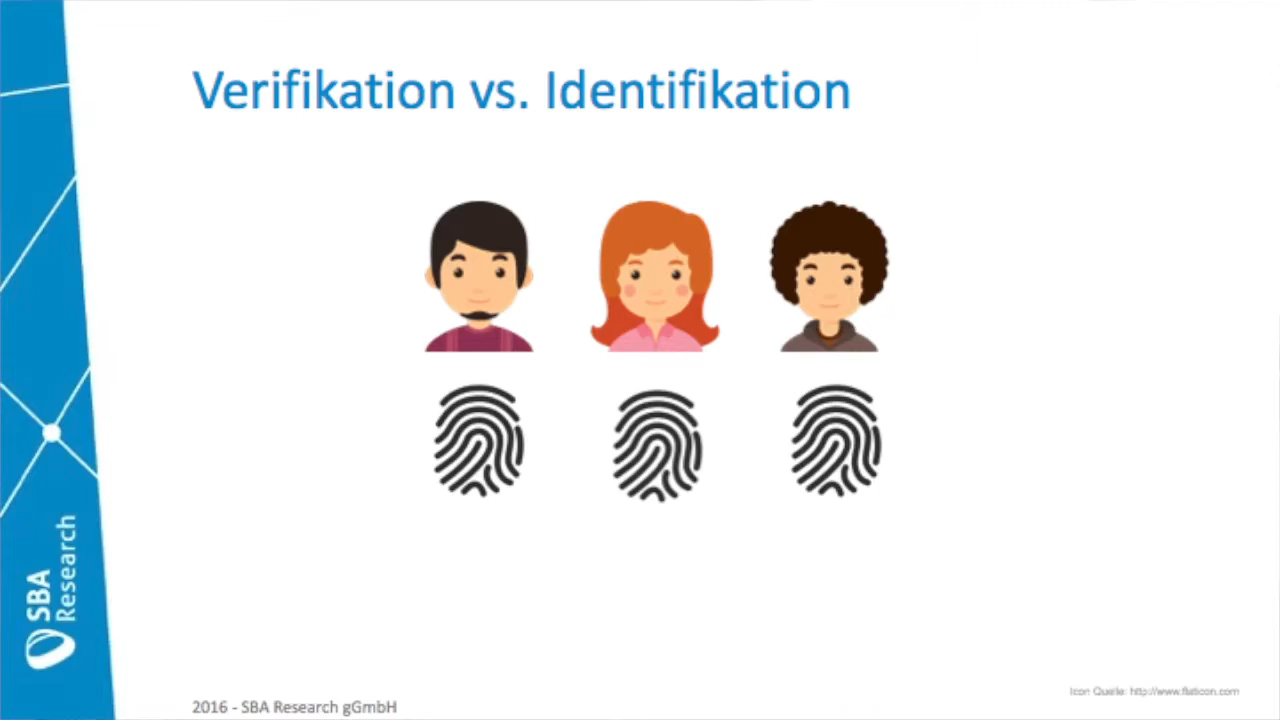 Verifikation vs. Identifikation
SBA
Research
Icon Quelle: http://www.flaticon.com
2016 - SBA Research gGmbH